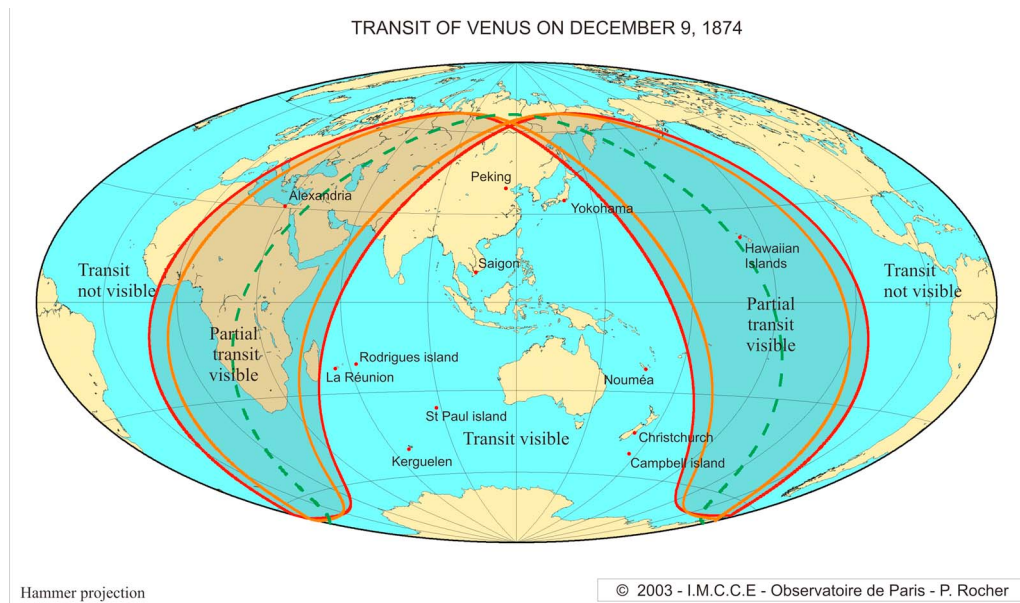 TRANSIT OF VENUS ON DECEMBER 9, 1874
Peking
Alexandria
Yokohama
Hawaiian
Islands
Saigon
Transit
not visible
Transit
not visible
Partial
transit
visible
Partial
transit
visible
Rodrigues island
La Réunion
Nouméa
St Paul island
Transit visible
Christchurch
Kerguelen
Campbell island
Hammer projection
© 2003 - I.M.C.C.E - Observatoire de Paris - P. Rocher